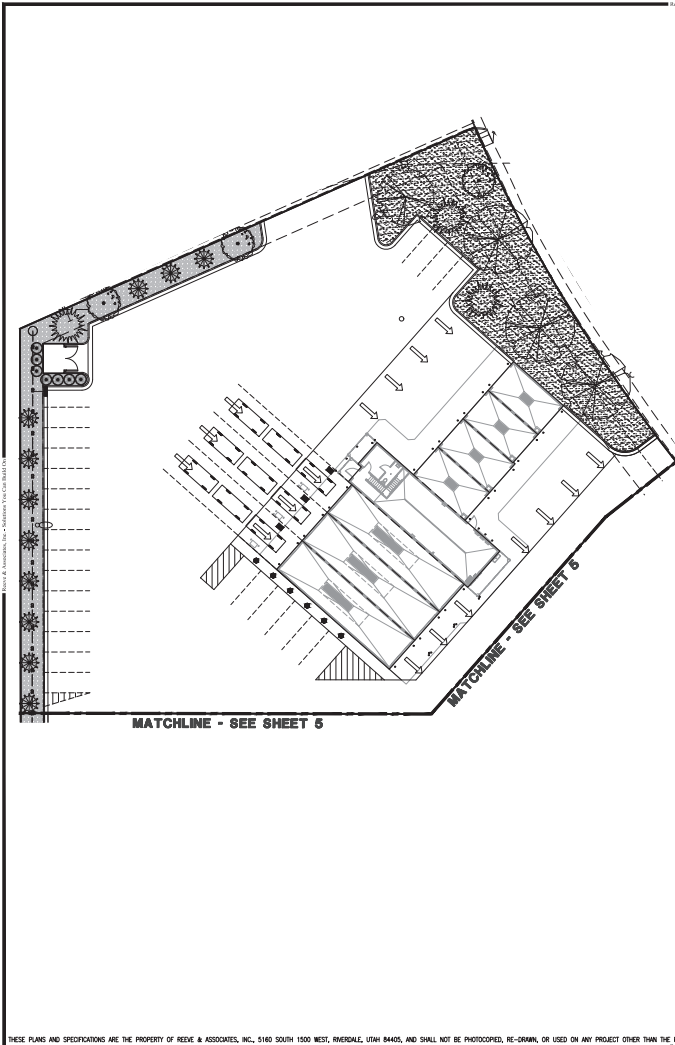 MATCHLINE - SEE SHEET 5
MATCHLINE - SEE SHEET 5
Reeve & Associates, Inc. - Solutions You Can Build On
THESE PLANS AND SPECIFICATIONS ARE THE PROPERTY OF REEVE & ASSOCIATES, INC., 5160 SOUTH 1500 WEST, RIVERDALE, UTAH 84405, AND SHALL NOT BE PHOTOCOPIED, RE-DRAWN, OR USED ON ANY PROJECT OTHER THAN THE